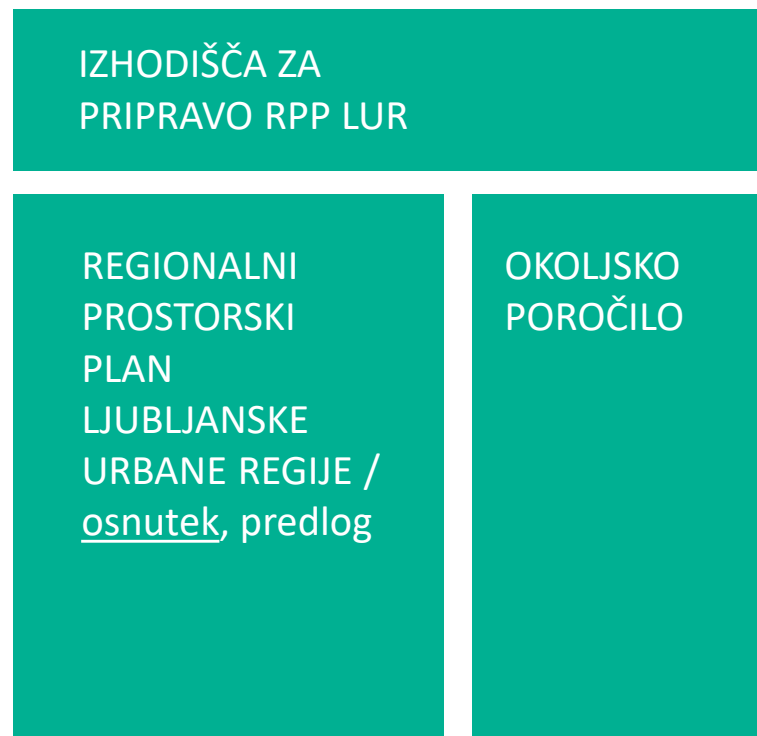 IZHODIŠČA ZA
PRIPRAVO RPP LUR
REGIONALNI
PROSTORSKI
PLAN
LJUBLJANSKE
URBANE REGIJE /
osnutek, predlog
OKOLJSKO
POROČILO